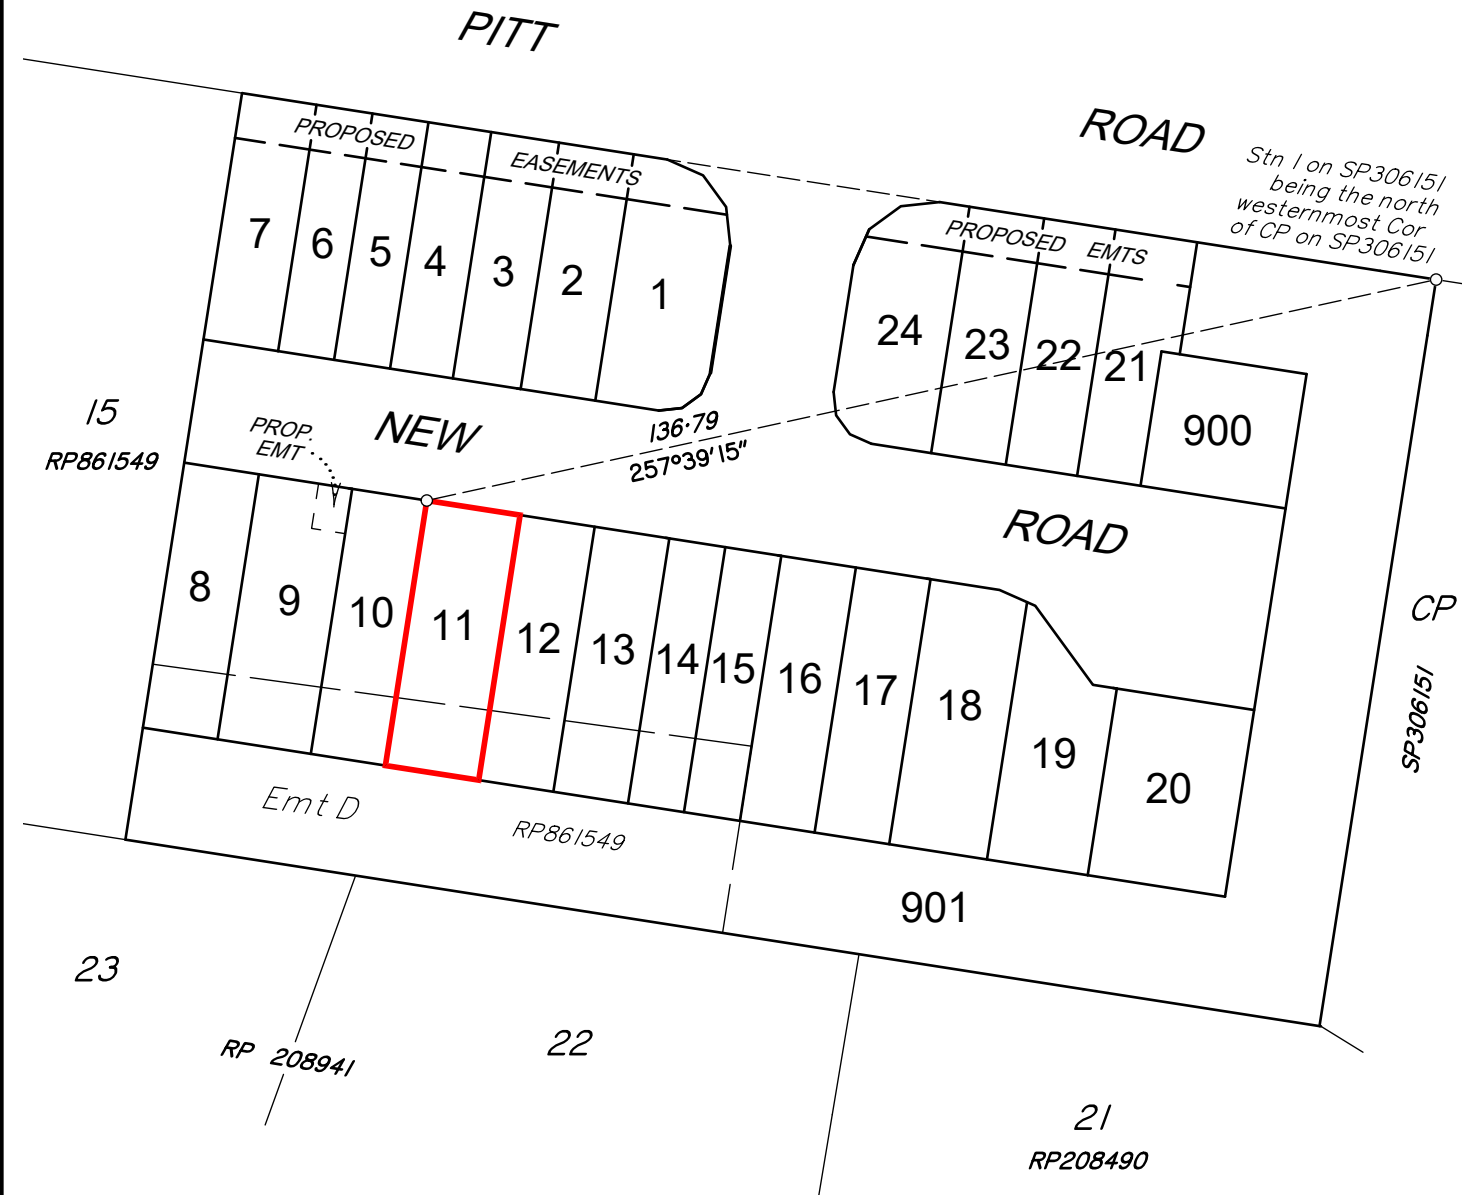 PITT
ROAD
Stn 1 on SP306151
being the north
westernmost Cor
of CP on SP306151
PROPOSED
EASEMENTS
PROPOSED EMTS
7
6
5
4
3
2
1
24
23
22
21
900
15
RP861549
PROP.
EMT
NEW
136·79
257°39'15"
ROAD
8
9
10
11
12
13
14
15
16
17
18
19
20
CP
SP306151
Emt D
RP861549
901
23
RP 208941
22
21
RP208490